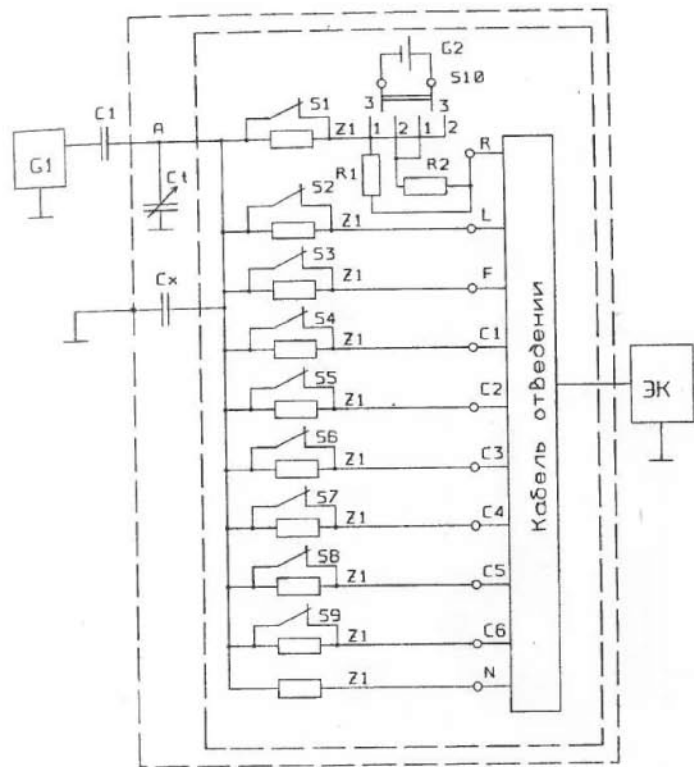 G2
S10
3 3
C1 A S1 Z1 1 2 1 2
R
G1
R1 R2
Ct
S2
Z1 L
S3
Cx Z1 F
S4
Z1 C1
S5
Z1 C2
ЭК
S6
Z1 C3
S7
Z1 C4
S8
Z1 C5
S9
Z1 C6
Z1 N
Кабель отведении